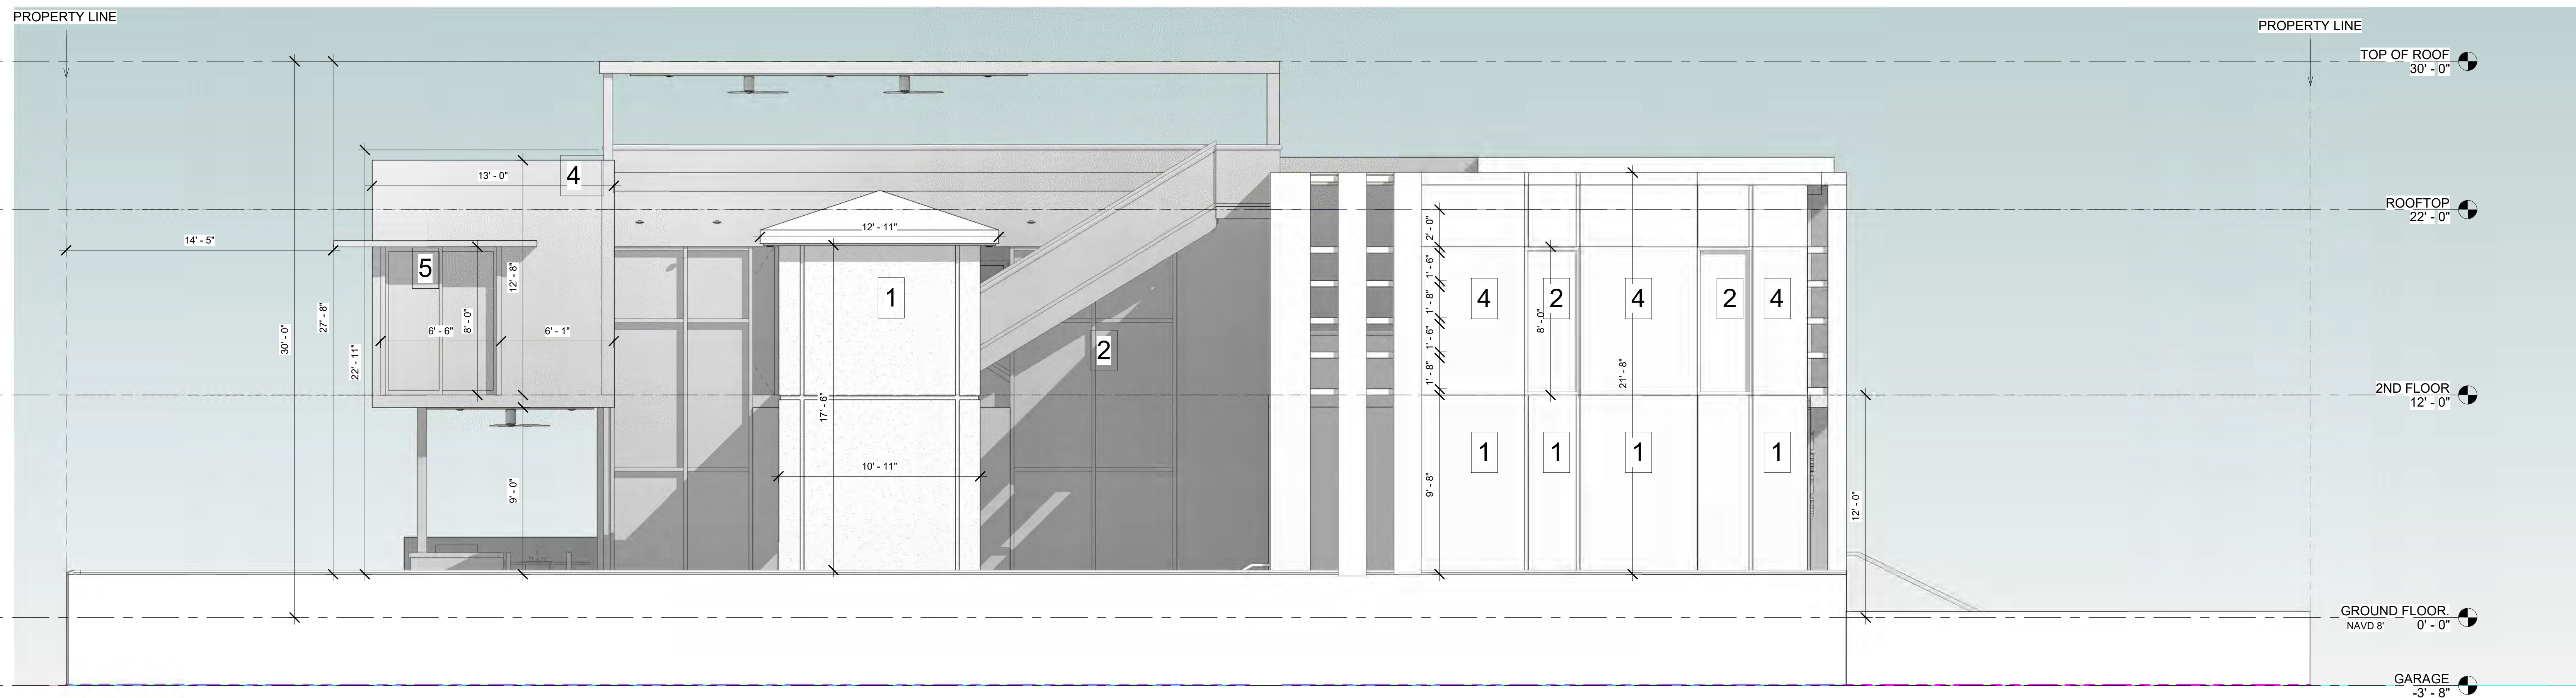 PROPERTY LINE
PROPERTY LINE
TOP OF ROOF
30' - 0"
4
13' - 0"
ROOFTOP
22' - 0"
14' - 5"
12' - 11"
2' - 0"
5
12' - 8"
1
1' - 6"
4
2
4
2
4
27' - 8"
30' - 0"
22' - 11"
6' - 6"
8' - 0"
6' - 1"
2
1' - 8"
1' - 6"
1' - 8"
8' - 0"
21' - 8"
2ND FLOOR
12' - 0"
17' - 6"
1
1
1
1
10' - 11"
9' - 0"
9' - 8"
12' - 0"
GROUND FLOOR.
NAVD 8' 0' - 0"
GARAGE
-3' - 8"